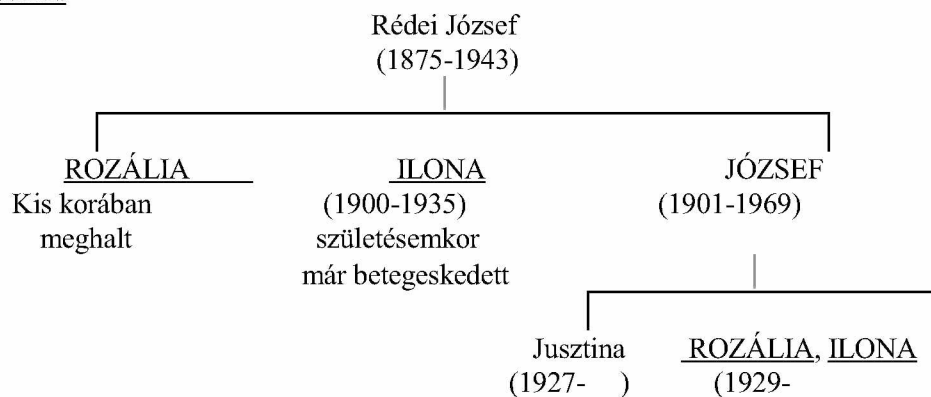 Rédei József
(1875-1943)
ROZÁLIA ILONA JÓZSEF
Kis korában (1900-1935) (1901-1969)
meghalt születésemkor
már betegeskedett
Jusztina ROZÁLIA, ILONA
(1927- ) (1929-